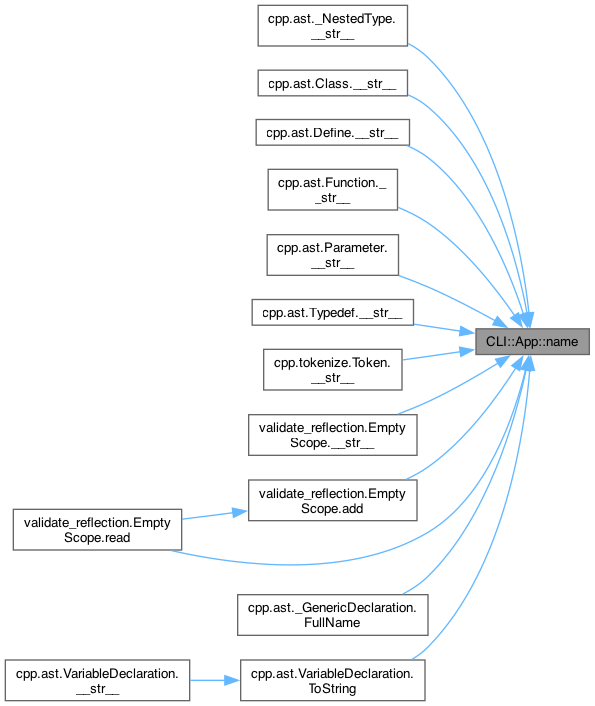 cpp.ast._NestedType.
__str__
cpp.ast.Class.__str__
cpp.ast.Define.__str__
cpp.ast.Function._
_str__
cpp.ast.Parameter.
__str__
cpp.ast.Typedef.__str__
CLI::App::name
cpp.tokenize.Token.
__str__
validate_reflection.Empty
Scope.__str__
validate_reflection.Empty
Scope.add
validate_reflection.Empty
Scope.read
cpp.ast._GenericDeclaration.
FullName
cpp.ast.VariableDeclaration.
__str__
cpp.ast.VariableDeclaration.
ToString